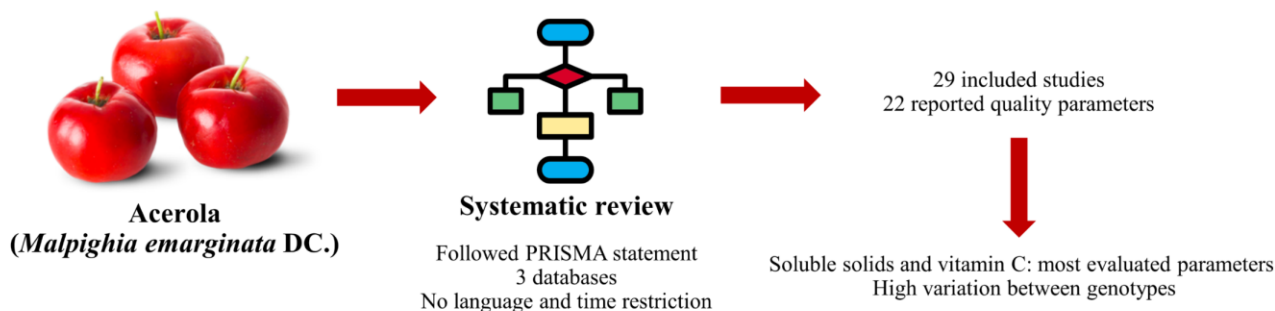 Acerola
(Malpighia emarginata DC.)
Systematic review
Followed PRISMA statement
3 databases
No language and time restriction
29 included studies
22 reported quality parameters
Soluble solids and vitamin C: most evaluated parameters
High variation between genotypes